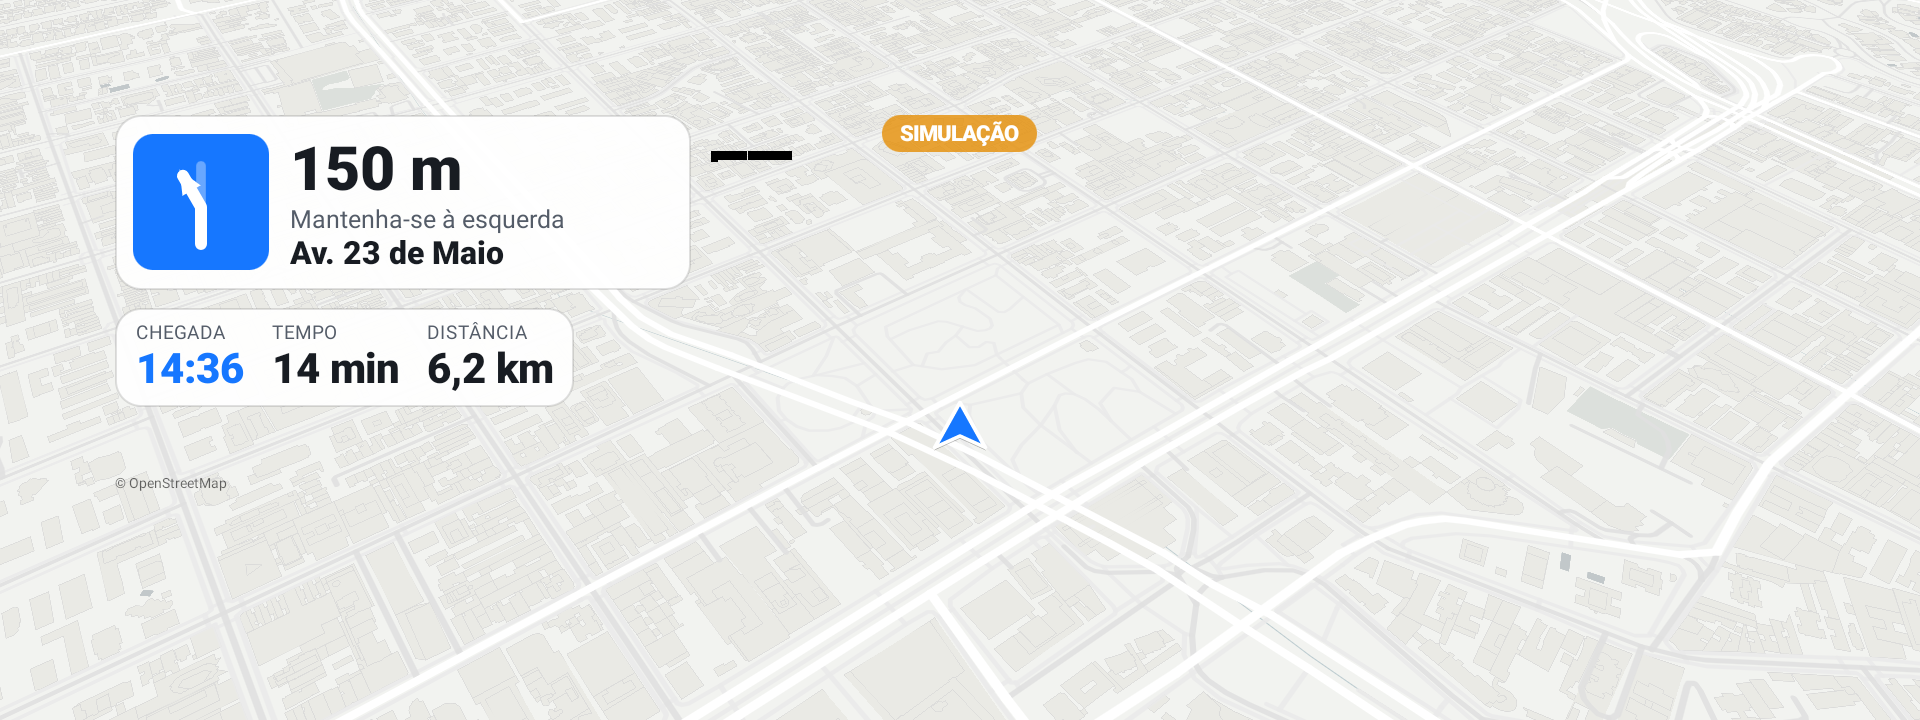 SIMULAÇÃO
150 m
Mantenha-se à esquerda
Av. 23 de Maio
CHEGADA TEMPO DISTÂNCIA
14:36 14 min 6,2 km
© OpenStreetMap